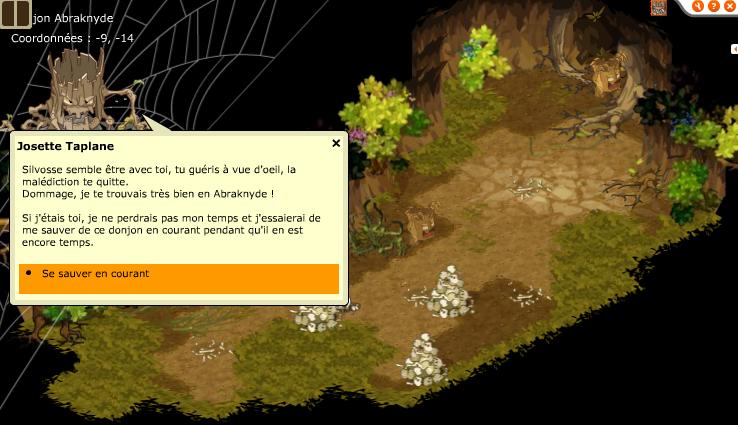 jon Abraknyde
Coordonnées : -9, -14
Josette Taplane
Silvosse semble être avec toi, tu guéris à vue d'oeil, la
malédiction te quitte.
Dommage, je te trouvais très bien en Abraknyde !
Si j'étais toi, je ne perdrais pas mon temps et j'essaierai de
me sauver de ce donjon en courant pendant qu'il en est
encore temps.
Se sauver en courant